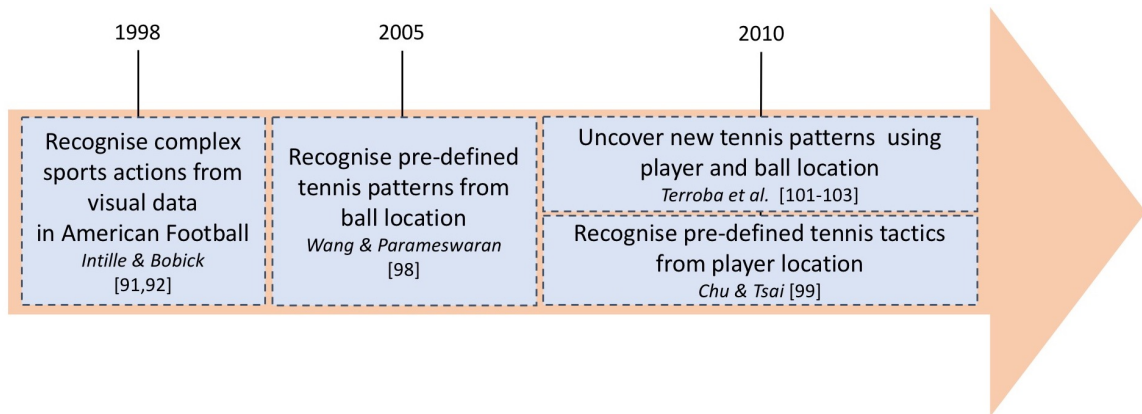 1998
2005
2010
Recognise complex
sports actions from
visual data
in American Football
Intille & Bobick
[91,92]
Recognise pre-defined
tennis patterns from
ball location
Wang & Parameswaran
[98]
Uncover new tennis patterns using
player and ball location
Terroba et al. [101-103]
Recognise pre-defined tennis tactics
from player location
Chu & Tsai [99]